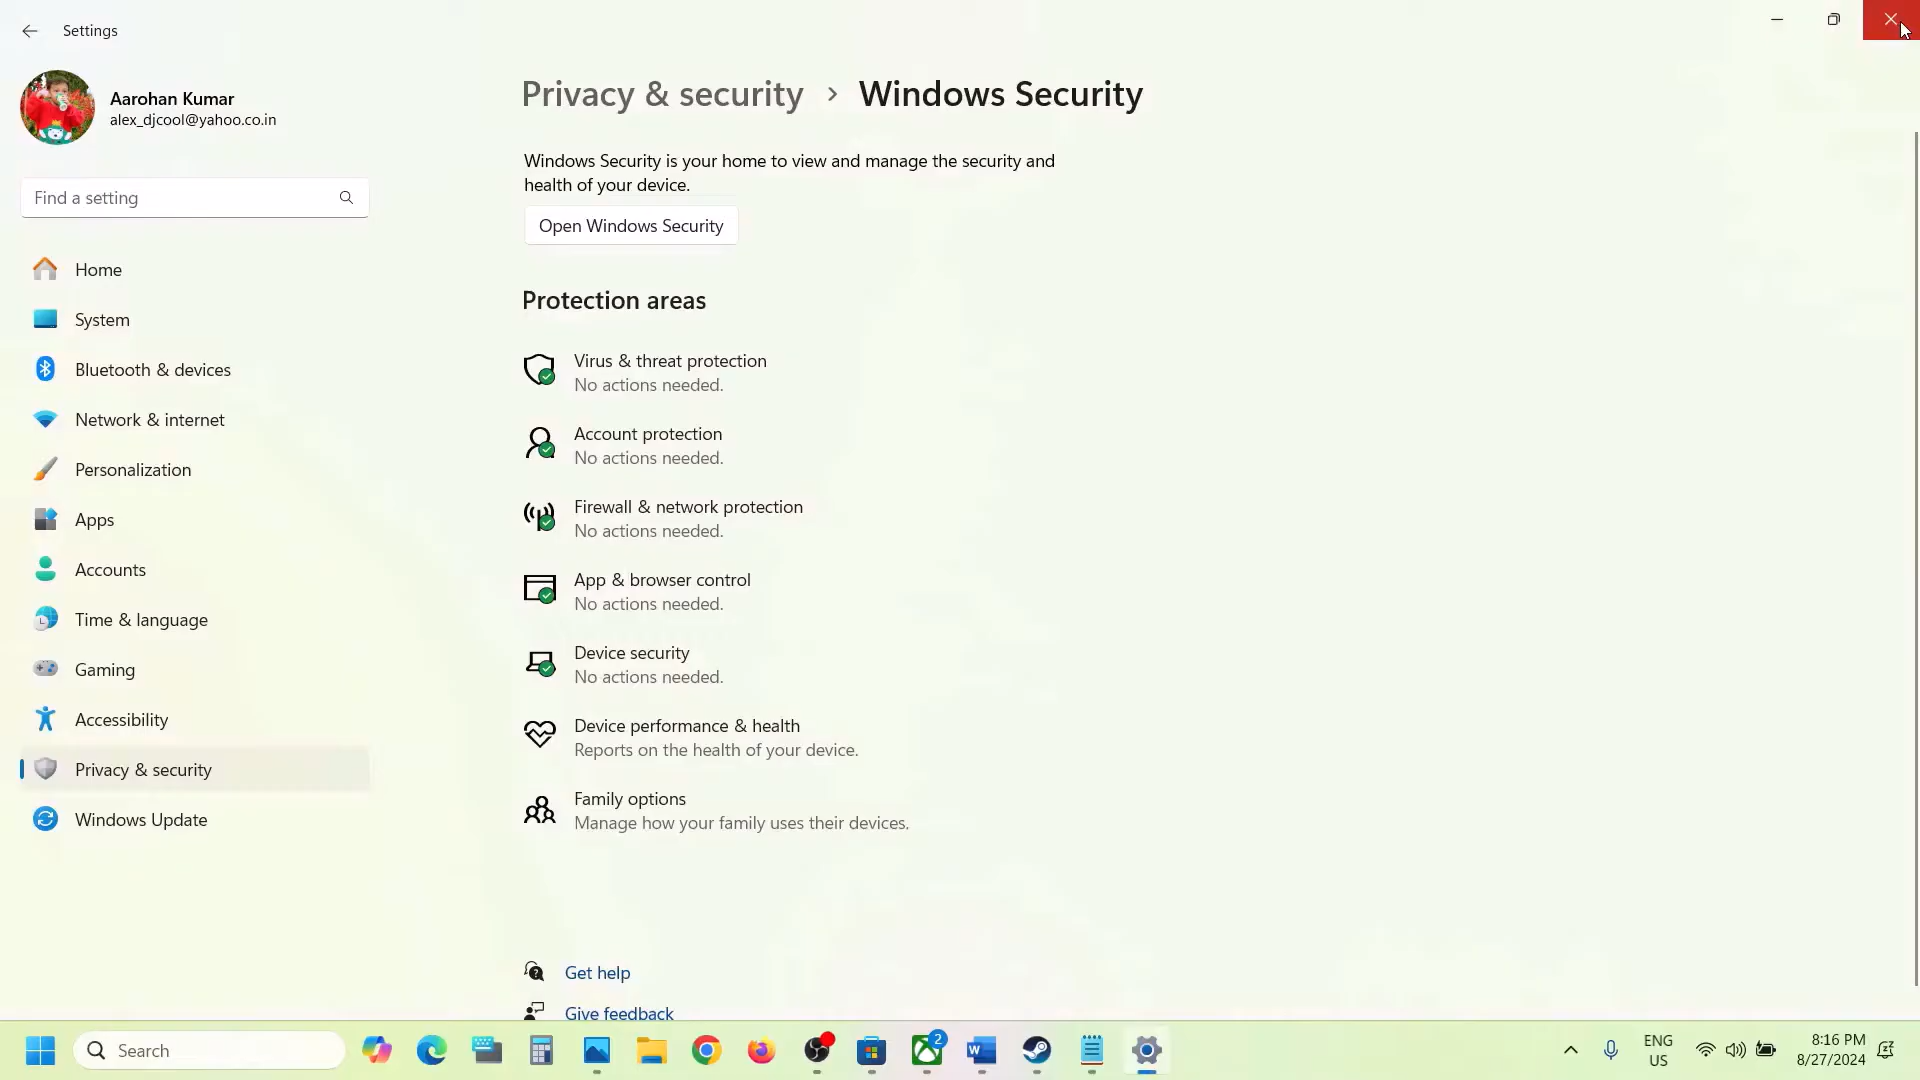 Settings
Aarohan Kumar
alex_djcool@yahoo.co.in
Find a setting
Home
System
Bluetooth & devices
Network & internet
Personalization
Apps
Accounts
Time & language
Gaming
Accessibility
Privacy & security
Windows Update
Privacy & security > Windows Security
Windows Security is your home to view and manage the security and
health of your device.
Open Windows Security
Protection areas
Virus & threat protection
No actions needed.
Account protection
No actions needed.
Firewall & network protection
No actions needed.
App & browser control
No actions needed.
Device security
No actions needed.
Device performance & health
Reports on the health of your device.
Family options
Manage how your family uses their devices.
Get help
Give feedback
Search
2
W
ENG
US
8:16 PM
8/27/2024